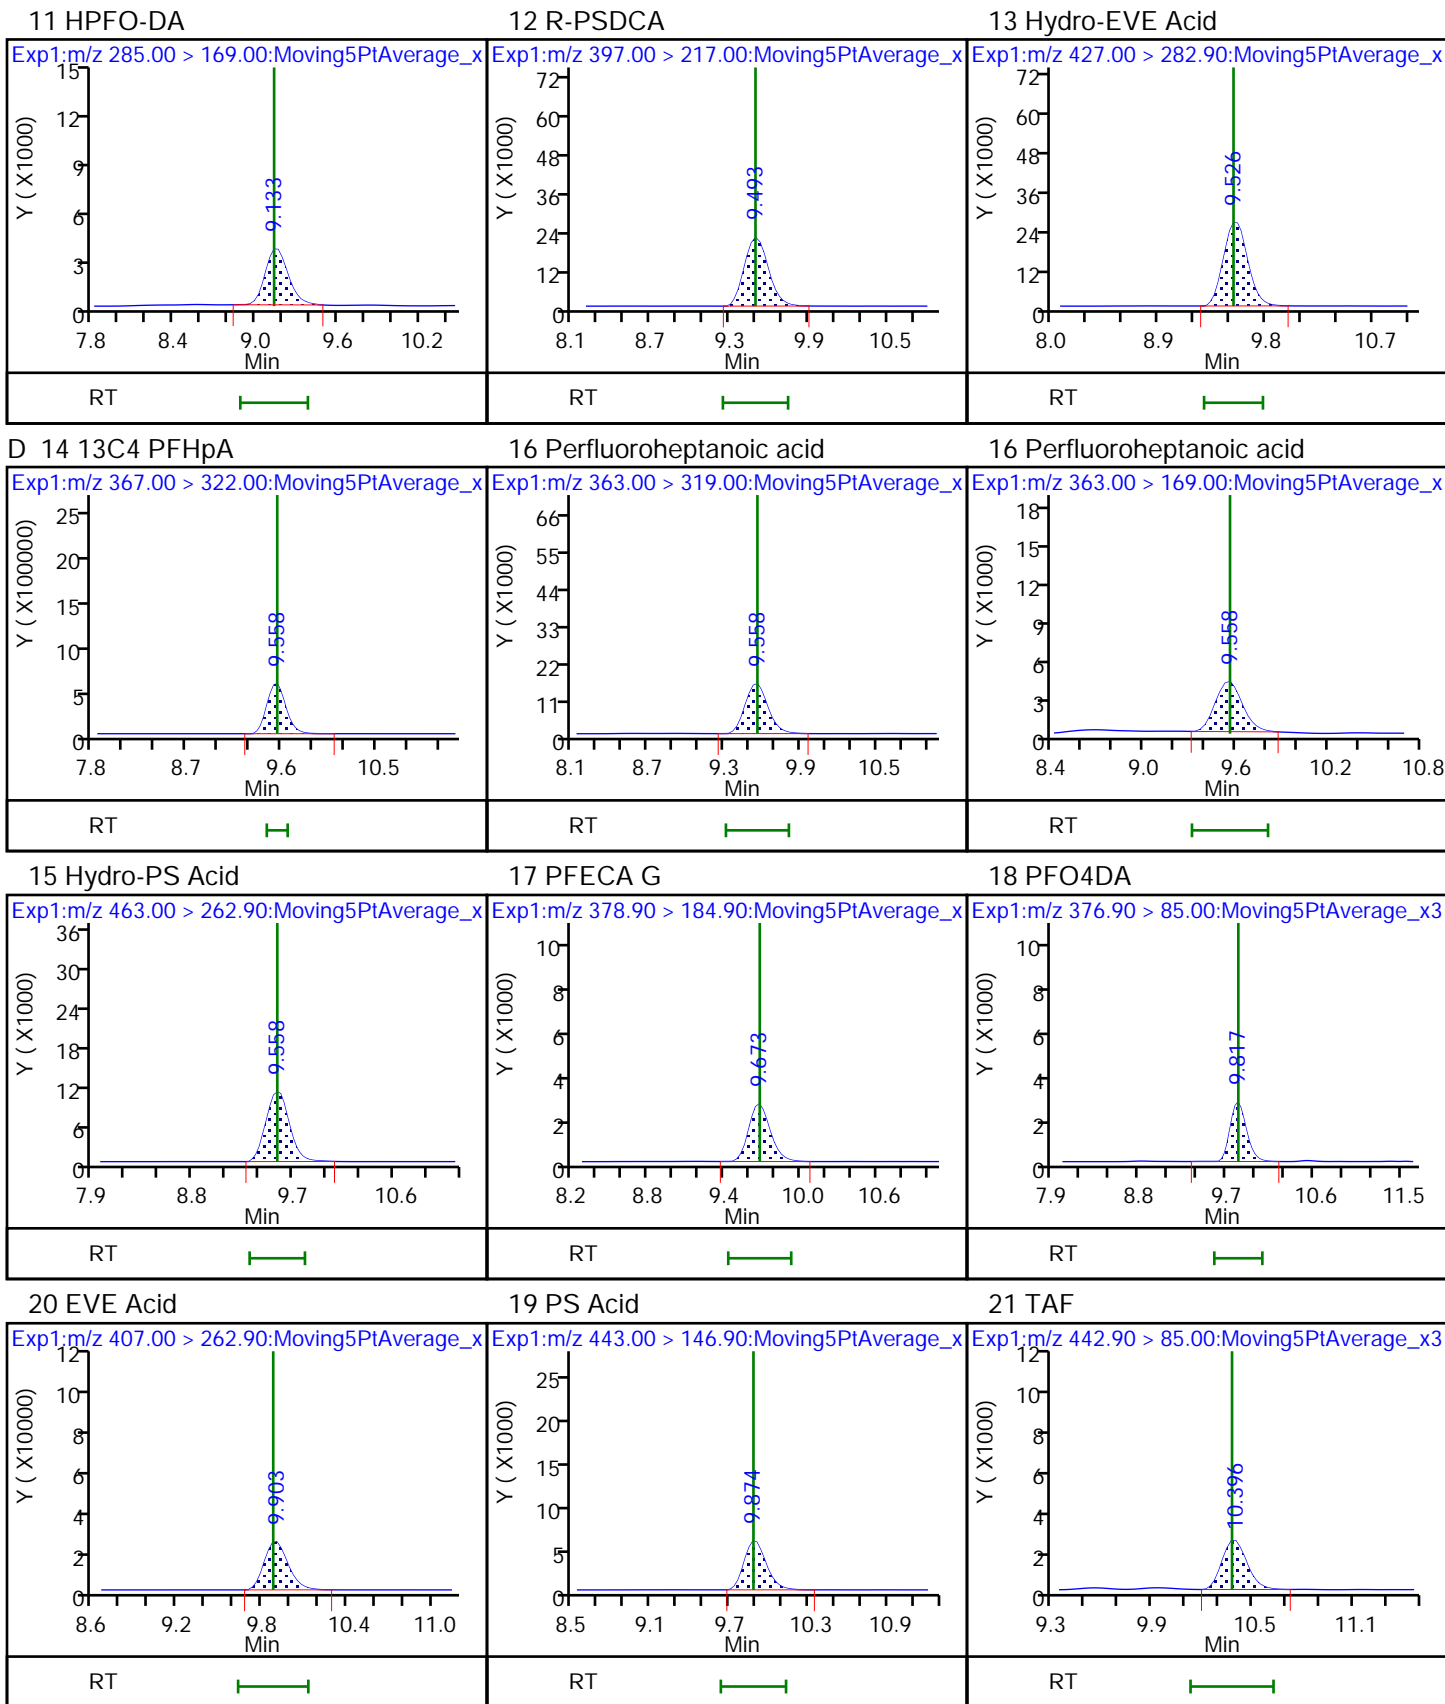 11 HPFO-DA
Exp1:m/z 285.00 > 169.00:Moving5PtAverage_x
Y ( X1000)
15
12
9
6
3
0
9.133
7.8 8.4 9.0 9.6 10.2
Min
RT
12 R-PSDCA
Exp1:m/z 397.00 > 217.00:Moving5PtAverage_x
Y ( X1000)
72
60
48
36
24
12
0
9.493
8.1 8.7 9.3 9.9 10.5
Min
RT
13 Hydro-EVE Acid
Exp1:m/z 427.00 > 282.90:Moving5PtAverage_x
Y ( X1000)
72
60
48
36
24
12
0
9.526
8.0 8.9 9.8 10.7
Min
RT
D 14 13C4 PFHpA
Exp1:m/z 367.00 > 322.00:Moving5PtAverage_x
Y ( X100000)
25
20
15
10
5
0
9.558
7.8 8.7 9.6 10.5
Min
RT
16 Perfluoroheptanoic acid
Exp1:m/z 363.00 > 319.00:Moving5PtAverage_x
Y ( X1000)
66
55
44
33
22
11
0
9.558
8.1 8.7 9.3 9.9 10.5
Min
RT
16 Perfluoroheptanoic acid
Exp1:m/z 363.00 > 169.00:Moving5PtAverage_x
Y ( X1000)
18
15
12
9
6
3
0
9.558
8.4 9.0 9.6 10.2 10.8
Min
RT
15 Hydro-PS Acid
Exp1:m/z 463.00 > 262.90:Moving5PtAverage_x
Y ( X1000)
36
30
24
18
12
6
0
9.558
7.9 8.8 9.7 10.6
Min
RT
17 PFECA G
Exp1:m/z 378.90 > 184.90:Moving5PtAverage_x
Y ( X1000)
10
8
6
4
2
0
9.673
8.2 8.8 9.4 10.0 10.6
Min
RT
18 PFO4DA
Exp1:m/z 376.90 > 85.00:Moving5PtAverage_x3
Y ( X1000)
10
8
6
4
2
0
9.817
7.9 8.8 9.7 10.6 11.5
Min
RT
20 EVE Acid
Exp1:m/z 407.00 > 262.90:Moving5PtAverage_x
Y ( X10000)
12
10
8
6
4
2
0
9.903
8.6 9.2 9.8 10.4 11.0
Min
RT
19 PS Acid
Exp1:m/z 443.00 > 146.90:Moving5PtAverage_x
Y ( X1000)
25
20
15
10
5
0
9.874
8.5 9.1 9.7 10.3 10.9
Min
RT
21 TAF
Exp1:m/z 442.90 > 85.00:Moving5PtAverage_x3
Y ( X1000)
12
10
8
6
4
2
0
10.396
9.3 9.9 10.5 11.1
Min
RT